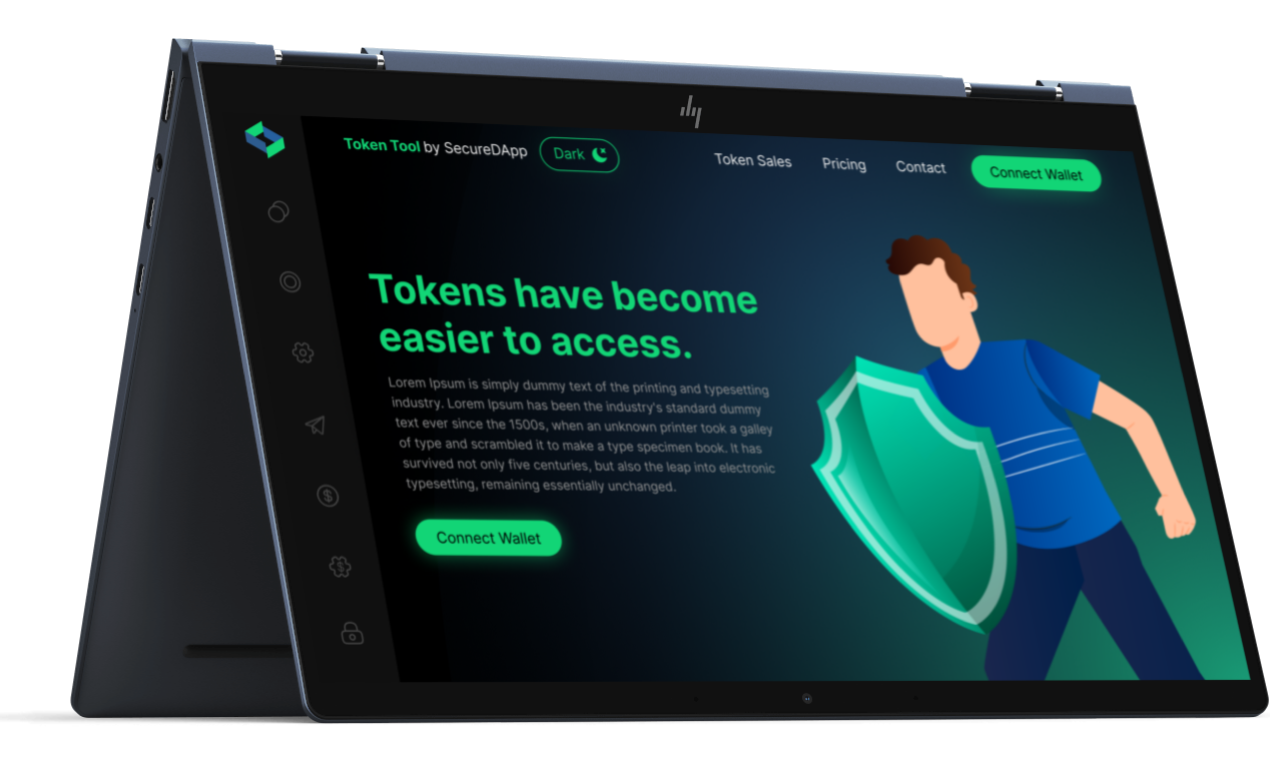 hp
Token Tool by SecureDApp
Dark
Token Sales
Pricing
Contact
Connect Wallet
Tokens have become
easier to access.
Lorem Ipsum is simply dummy text of the printing and typesetting
industry. Lorem Ipsum has been the industry's standard dummy
text ever since the 1500s, when an unknown printer took a galley
of type and scrambled it to make a type specimen book. It has
survived not only five centuries, but also the leap into electronic
typesetting, remaining essentially unchanged.
Connect Wallet